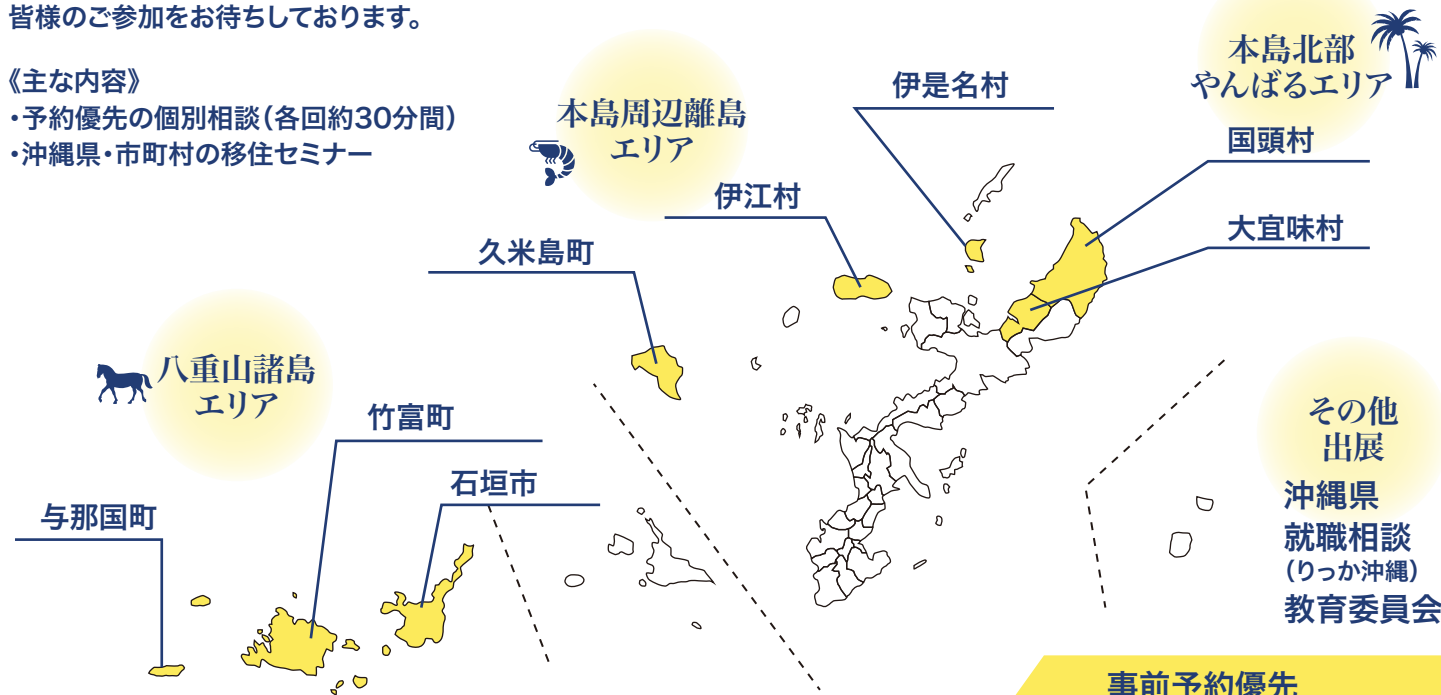 皆様のご参加をお待ちしております。
《主な内容》
・予約優先の個別相談(各回約30分間)
・沖縄県・市町村の移住セミナー
本島北部
やんばるエリア
国頭村
大宜味村
本島周辺離島
エリア
伊是名村
伊江村
久米島町
八重山諸島
エリア
竹富町
石垣市
与那国町
その他
出展
沖縄県
就職相談
(りっか沖縄)
教育委員会
事前予約優先